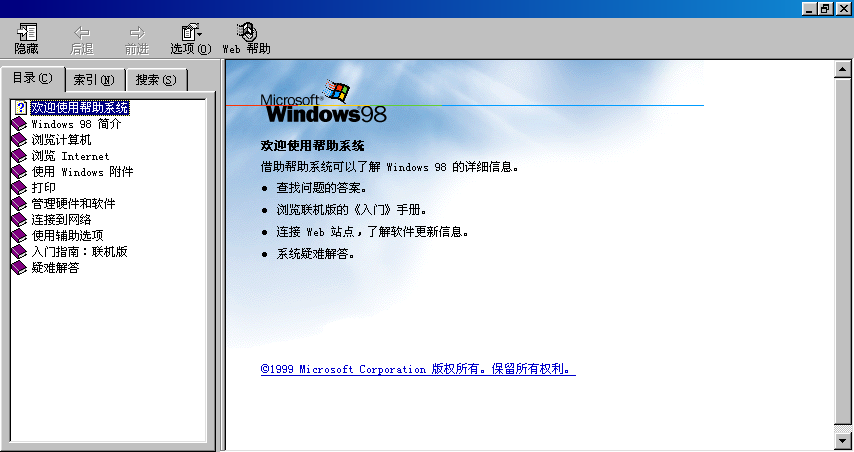 隐藏 后退 前进 选项(O) Web 帮助
目录(C) 索引(N) 搜索(S)
欢迎使用帮助系统
Windows 98 简介
浏览计算机
浏览 Internet
使用 Windows 附件
打印
管理硬件和软件
连接到网络
使用辅助选项
入门指南：联机版
疑难解答
Microsoft®
Windows98
欢迎使用帮助系统
借助帮助系统可以了解 Windows 98 的详细信息。
● 查找问题的答案。
● 浏览联机版的《入门》手册。
● 连接 Web 站点，了解软件更新信息。
● 系统疑难解答。
©1999 Microsoft Corporation 版权所有。保留所有权利。